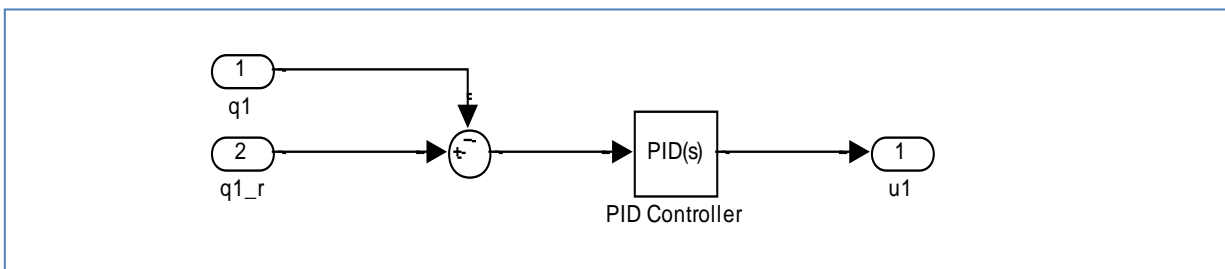 1
q1
2
q1_r
+
−
PID(s)
PID Controller
1
u1